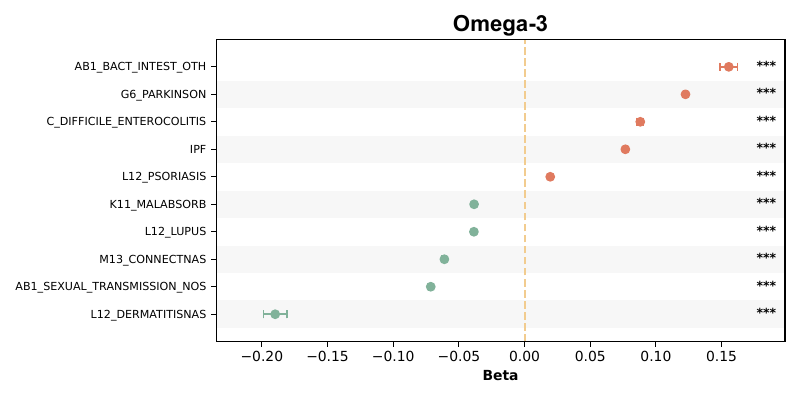 Omega-3
AB1_BACT_INTEST_OTH ***
G6_PARKINSON ***
C_DIFFICILE_ENTEROCOLITIS ***
IPF ***
L12_PSORIASIS ***
K11_MALABSORB ***
L12_LUPUS ***
M13_CONNECTNAS ***
AB1_SEXUAL_TRANSMISSION_NOS ***
L12_DERMATITISNAS ***
−0.20 −0.15 −0.10 −0.05 0.00 0.05 0.10 0.15
Beta